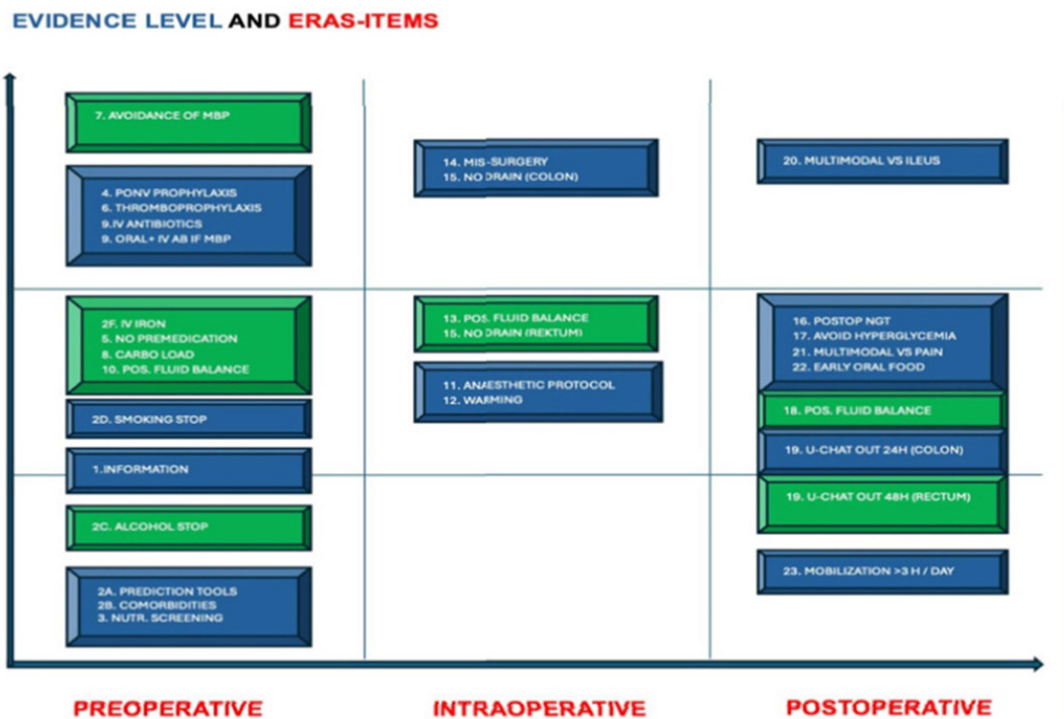 EVIDENCE LEVEL AND ERAS-ITEMS
7. AVOIDANCE OF MBP
4. PONV PROPHYLAXIS
6. THROMBOPROPHYLAXIS
9.IV ANTIBIOTICS
9. ORAL+ IV AB IF MBP
2F. IV IRON
5. NO PREMEDICATION
8. CARBO LOAD
10. POS. FLUID BALANCE
2D. SMOKING STOP
1.INFORMATION
2C. ALCOHOL STOP
2A. PREDICTION TOOLS
2B. COMORBIDITIES
3. NUTR. SCREENING
14. MIS-SURGERY
15. NO DRAIN (COLON)
13. POS. FLUID BALANCE
15. NO DRAIN (REKTUM)
11. ANAESTHETIC PROTOCOL
12. WARMING
20. MULTIMODAL VS ILEUS
16. POSTOP NGT
17. AVOID HYPERGLYCEMIA
21. MULTIMODAL VS PAIN
22. EARLY ORAL FOOD
18. POS. FLUID BALANCE
19. U-CHAT OUT 24H (COLON)
19. U-CHAT OUT 48H (RECTUM)
23. MOBILIZATION >3 H / DAY
PREOPERATIVE
INTRAOPERATIVE
POSTOPERATIVE